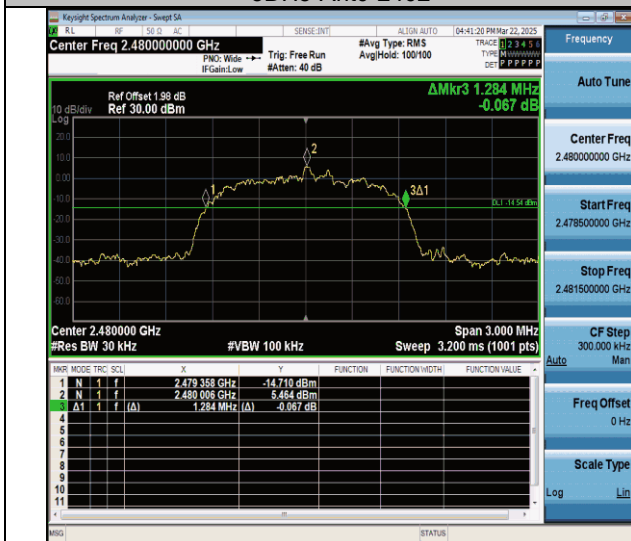 Keysight Spectrum Analyzer - Swept SA
RL RF 50 Ω AC SENSE:INT ALIGN AUTO 04:41:20 PM Mar 22, 2025
Center Freq 2.480000000 GHz
PNO: Wide
IFGain:Low
Trig: Free Run
#Atten: 40 dB
#Avg Type: RMS
Avg|Hold: 100/100
TRACE 1 2 3 4 5 6
TYPE M W W W W W
DET P P P P P P
Frequency
Auto Tune
Center Freq
2.480000000 GHz
Start Freq
2.478500000 GHz
Stop Freq
2.481500000 GHz
CF Step
300.000 kHz
Auto Man
Freq Offset
0 Hz
Scale Type
Log Lin
Ref Offset 1.98 dB
10 dB/div Ref 30.00 dBm
Log
ΔMkr3 1.284 MHz
-0.067 dB
20.0
10.0
0.00
-10.0
-20.0
-30.0
-40.0
-50.0
-60.0
1
2
3Δ1
DL1 -14.54 dBm
Center 2.480000 GHz Span 3.000 MHz
#Res BW 30 kHz #VBW 100 kHz Sweep 3.200 ms (1001 pts)
MKR MODE TRC SCL X Y FUNCTION FUNCTION WIDTH FUNCTION VALUE
1 N 1 f 2.479 358 GHz -14.710 dBm
2 N 1 f 2.480 006 GHz 5.464 dBm
3 Δ1 1 f (Δ) 1.284 MHz (Δ) -0.067 dB
4
5
6
7
8
9
10
11
MSG STATUS